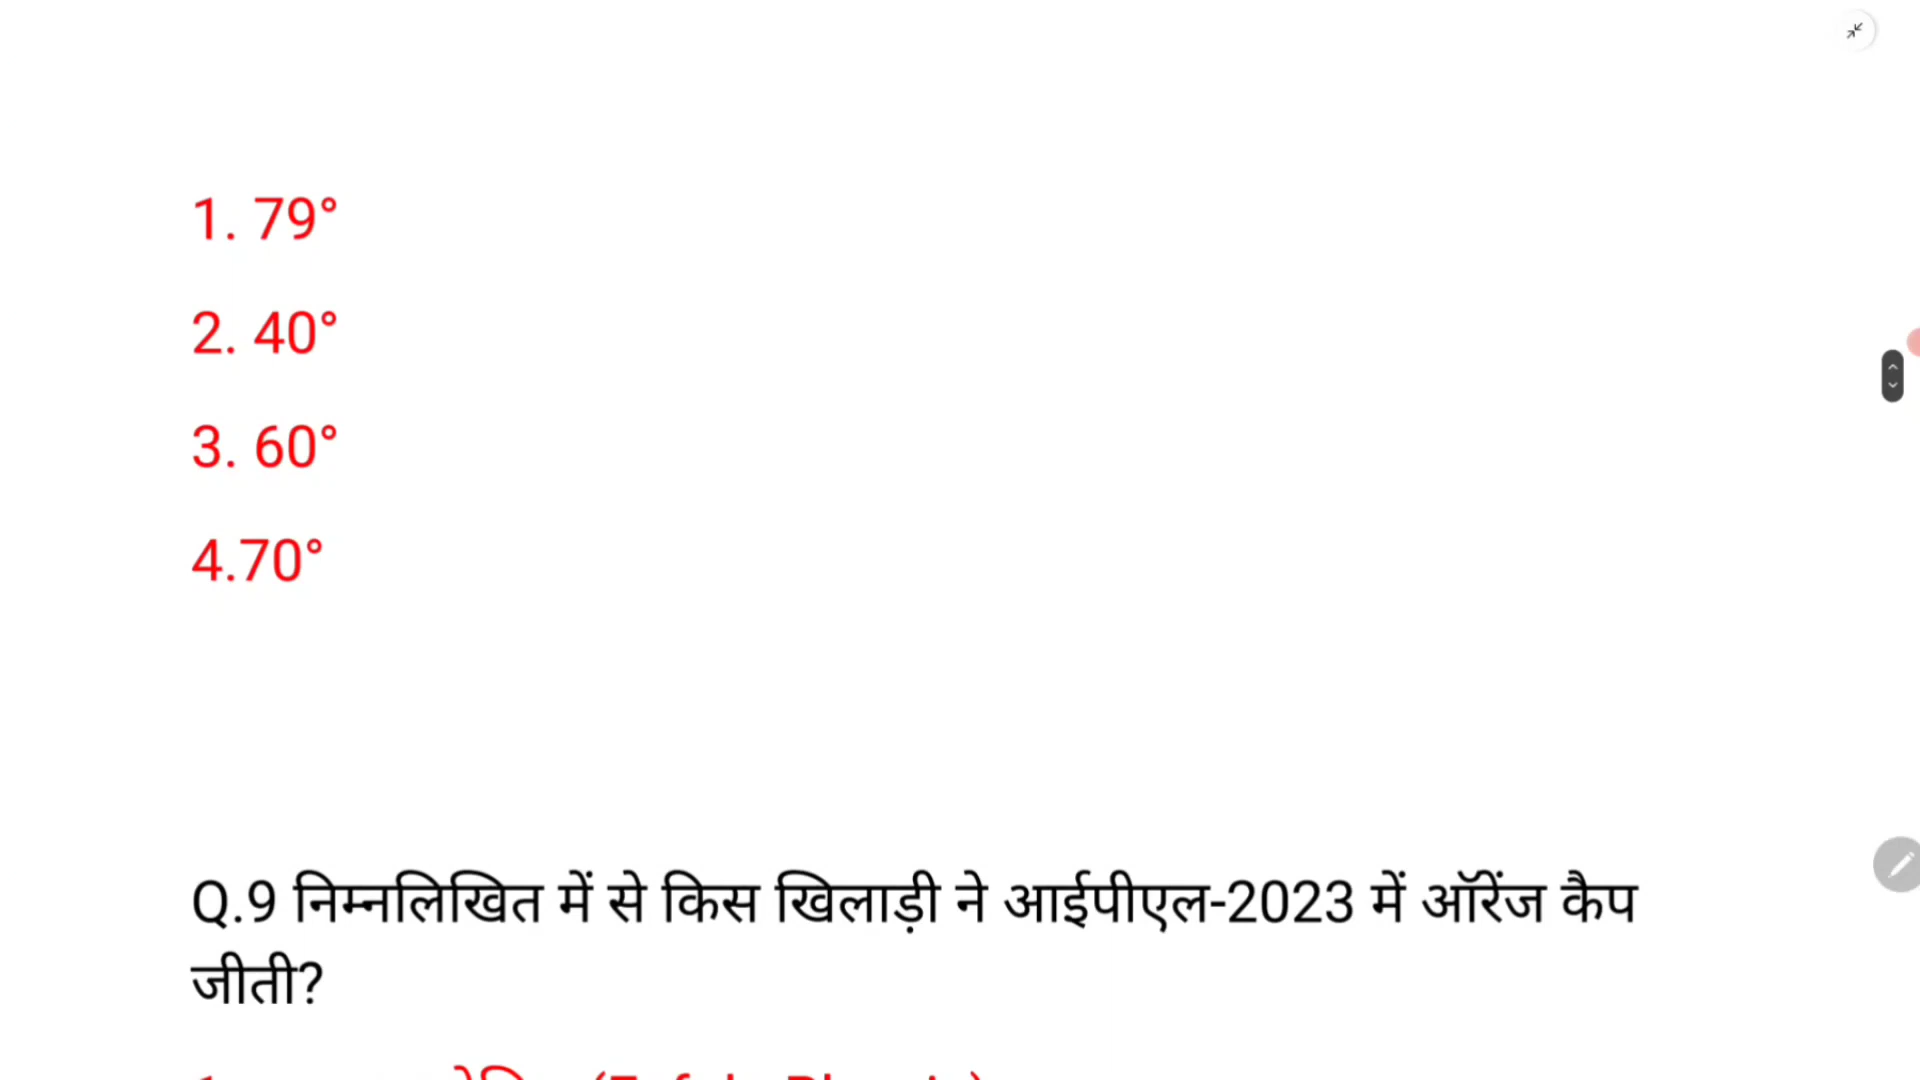 1. 79°
2. 40°
3. 60°
4.70°
Q.9 निम्नलिखित में से किस खिलाड़ी ने आईपीएल-2023 में ऑरेंज कैप
जीती?